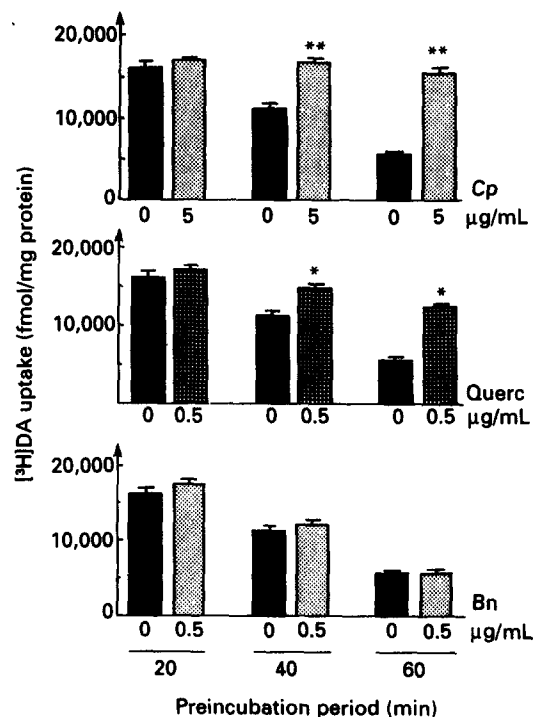 [³H]DA uptake (fmol/mg protein)
20,000
10,000
0
** **
0 5 0 5 0 5
Cp
µg/mL
20,000
10,000
* *
0 0.5 0 0.5 0 0.5
Querc
µg/mL
20,000
10,000
0
0 0.5 0 0.5 0 0.5
Bn
µg/mL
20 40 60
Preincubation period (min)